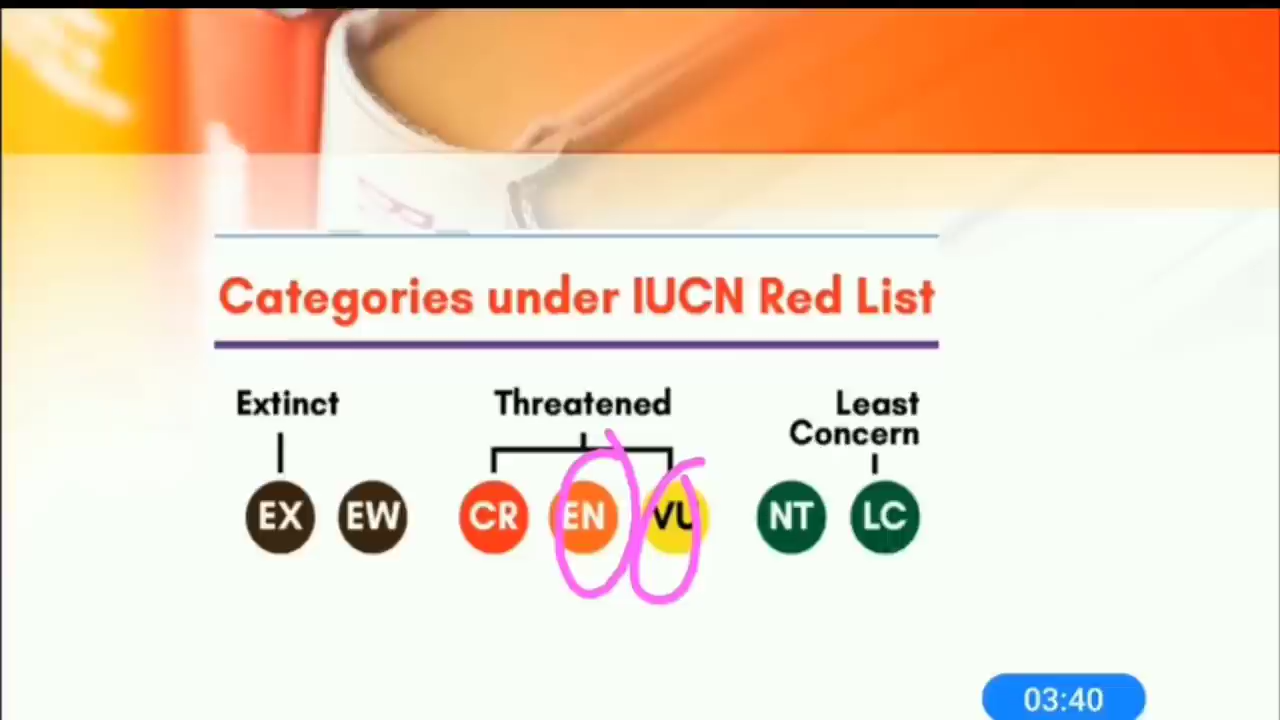 Categories under IUCN Red List
Extinct
Threatened
Least
Concern
EX EW CR EN VU NT LC
03:40